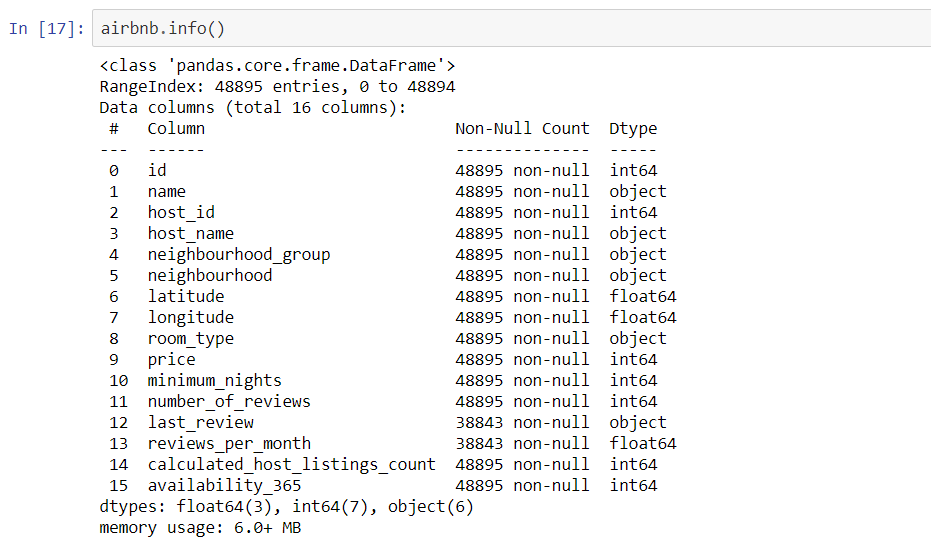 In [17]: airbnb.info()
<class 'pandas.core.frame.DataFrame'>
RangeIndex: 48895 entries, 0 to 48894
Data columns (total 16 columns):
 #   Column                          Non-Null Count  Dtype
---  ------                          --------------  -----
 0   id                              48895 non-null  int64
 1   name                            48895 non-null  object
 2   host_id                         48895 non-null  int64
 3   host_name                       48895 non-null  object
 4   neighbourhood_group             48895 non-null  object
 5   neighbourhood                   48895 non-null  object
 6   latitude                        48895 non-null  float64
 7   longitude                       48895 non-null  float64
 8   room_type                       48895 non-null  object
 9   price                           48895 non-null  int64
 10  minimum_nights                  48895 non-null  int64
 11  number_of_reviews               48895 non-null  int64
 12  last_review                     38843 non-null  object
 13  reviews_per_month               38843 non-null  float64
 14  calculated_host_listings_count  48895 non-null  int64
 15  availability_365                48895 non-null  int64
dtypes: float64(3), int64(7), object(6)
memory usage: 6.0+ MB